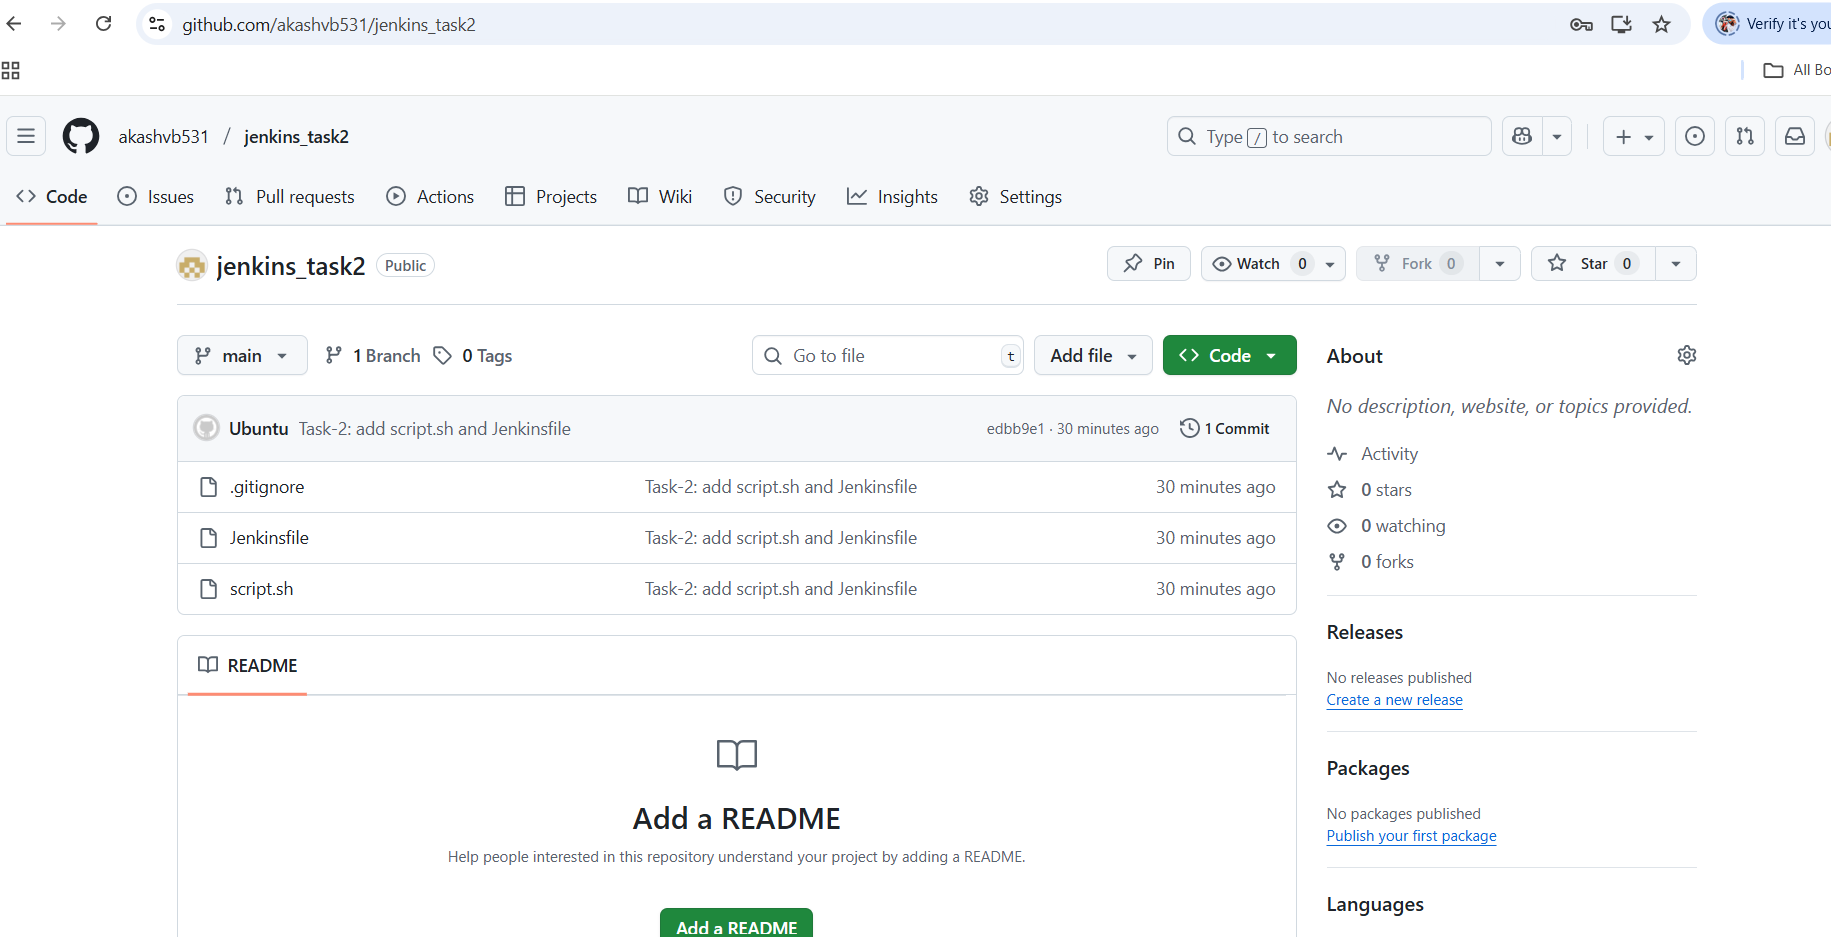 github.com/akashvb531/jenkins_task2
Verify it's you
All Bo
akashvb531 / jenkins_task2
Type / to search
Code Issues Pull requests Actions Projects Wiki Security Insights Settings
jenkins_task2 Public
Pin Watch 0 Fork 0 Star 0
main 1 Branch 0 Tags Go to file t Add file Code
About
No description, website, or topics provided.
Ubuntu Task-2: add script.sh and Jenkinsfile edbb9e1 · 30 minutes ago 1 Commit
.gitignore Task-2: add script.sh and Jenkinsfile 30 minutes ago
Jenkinsfile Task-2: add script.sh and Jenkinsfile 30 minutes ago
script.sh Task-2: add script.sh and Jenkinsfile 30 minutes ago
Activity
0 stars
0 watching
0 forks
README
Add a README
Help people interested in this repository understand your project by adding a README.
Add a README
Releases
No releases published
Create a new release
Packages
No packages published
Publish your first package
Languages